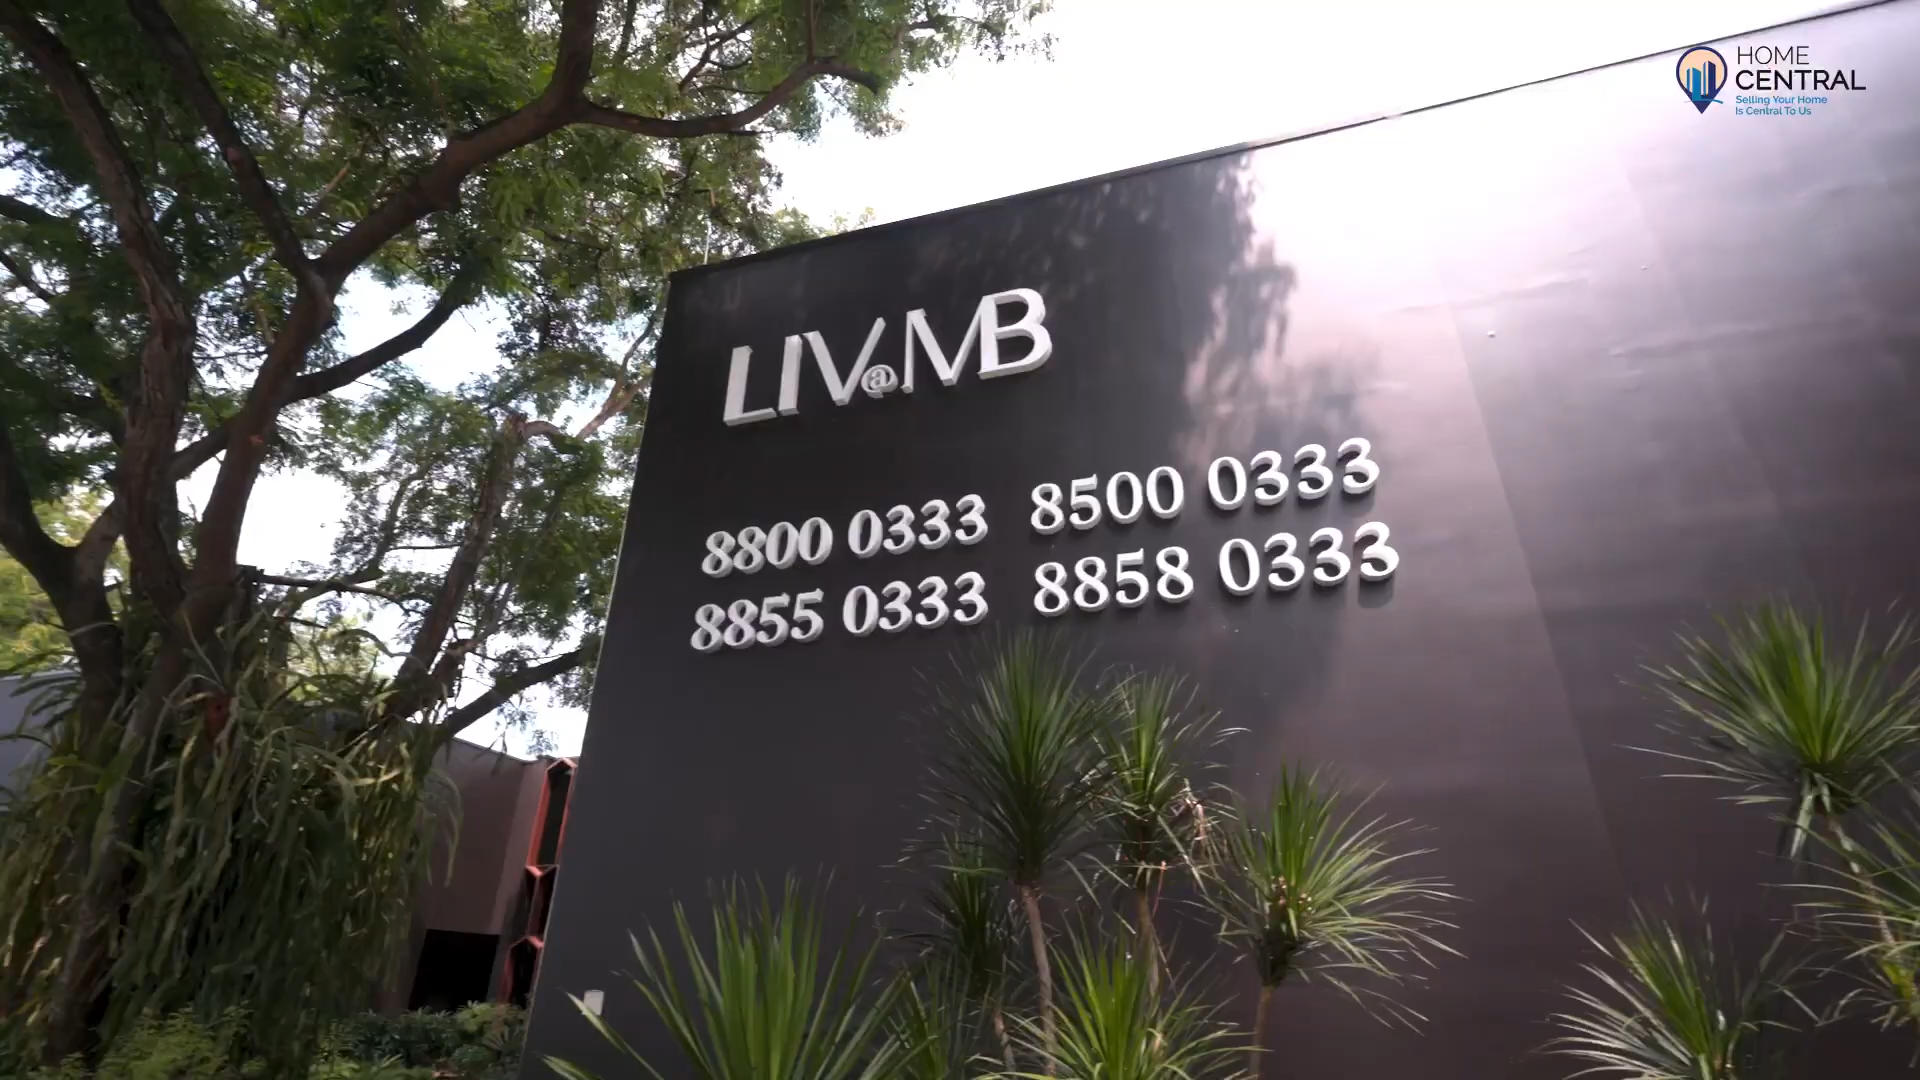 HOME
CENTRAL
Selling Your Home
Is Central To Us
LIV@MB
8800 0333 8500 0333
8855 0333 8858 0333